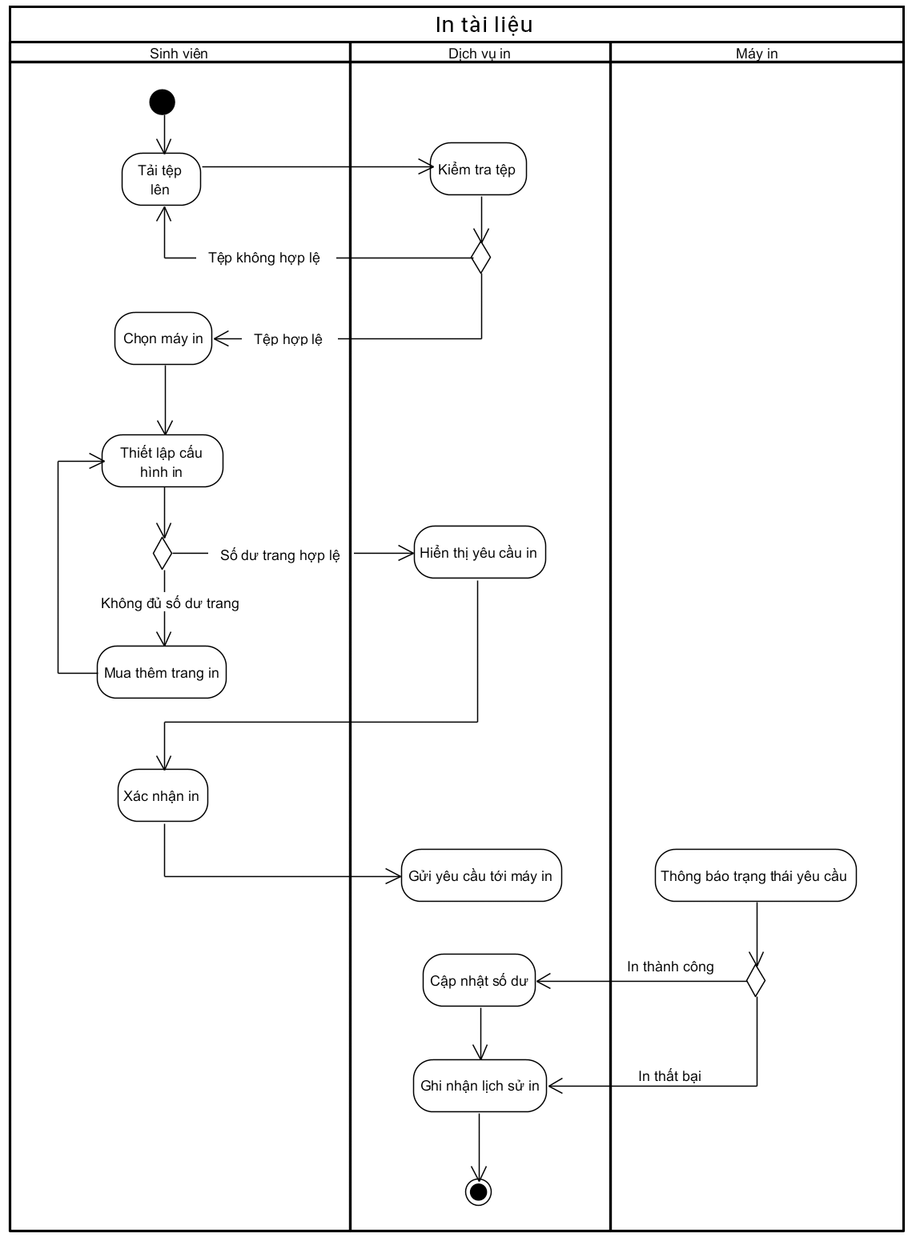 In tài liệu
Sinh viên
Dịch vụ in
Máy in
Tải tệp
lên
Kiểm tra tệp
Tệp không hợp lệ
Chọn máy in
Tệp hợp lệ
Thiết lập cấu
hình in
Số dư trang hợp lệ
Hiển thị yêu cầu in
Không đủ số dư trang
Mua thêm trang in
Xác nhận in
Gửi yêu cầu tới máy in
Thông báo trạng thái yêu cầu
In thành công
Cập nhật số dư
In thất bại
Ghi nhận lịch sử in